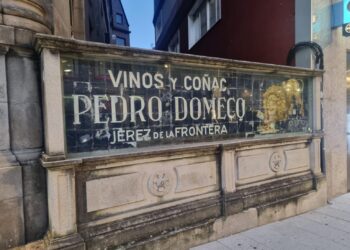 VINOS Y COÑAC
PEDRO DOMECQ
JEREZ DE LA FRONTERA